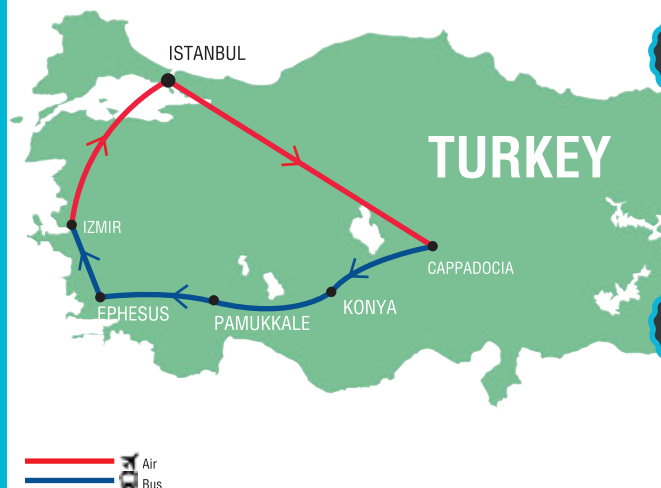 ISTANBUL
TURKEY
IZMIR
CAPPADOCIA
EPHESUS
PAMUKKALE
KONYA
Air
Bus